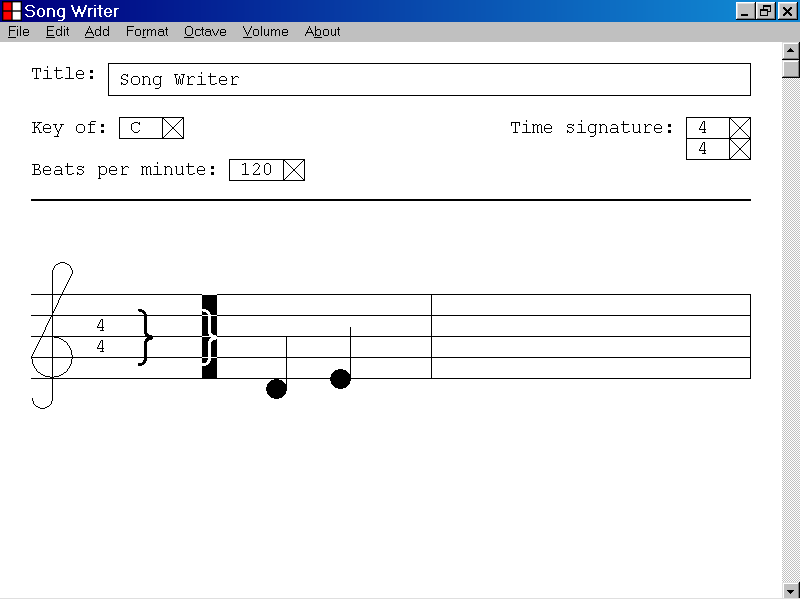 Song Writer
File Edit Add Format Octave Volume About
Title: Song Writer
Key of: C Time signature: 4
4
Beats per minute: 120
4 } }
4